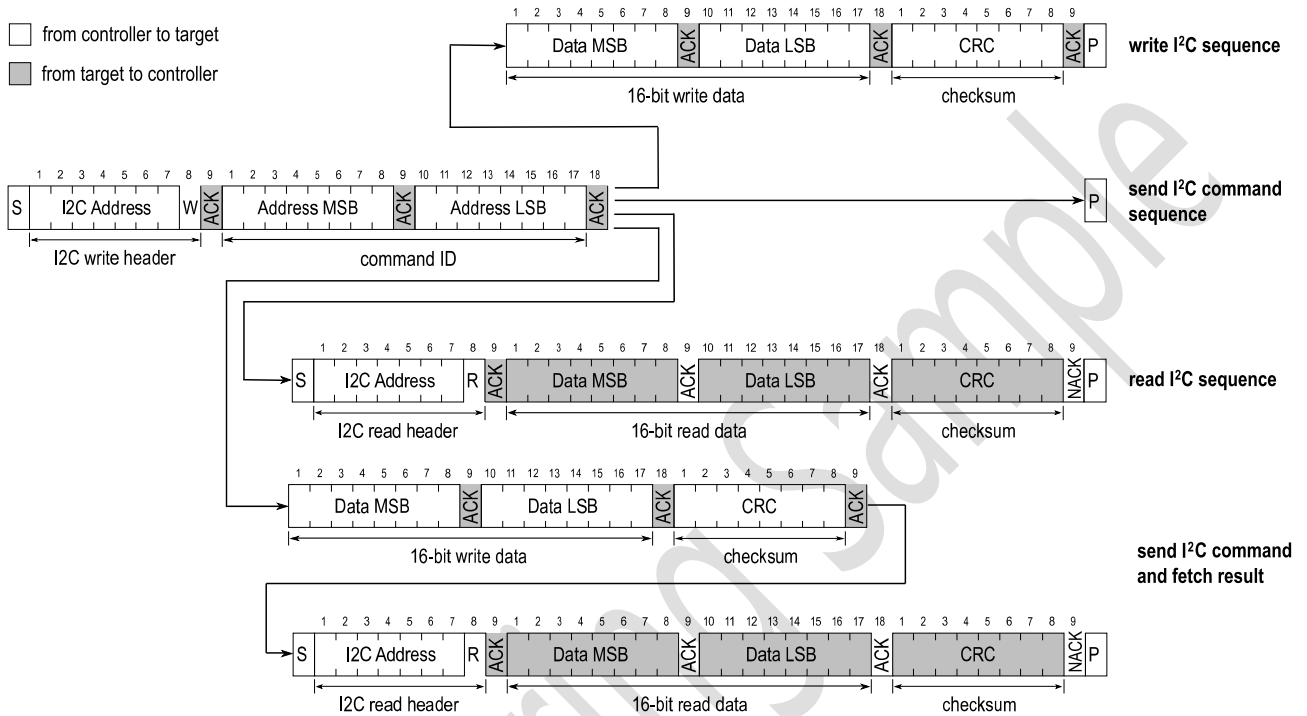 1 2 3 4 5 6 7 8 9 10 11 12 13 14 15 16 17 18 1 2 3 4 5 6 7 8 9
from controller to target
Data MSB ACK Data LSB ACK CRC ACK P
write I²C sequence
from target to controller
16-bit write data checksum
1 2 3 4 5 6 7 8 9 1 2 3 4 5 6 7 8 9 10 11 12 13 14 15 16 17 18
S I2C Address W ACK Address MSB ACK Address LSB ACK
P
send I²C command
sequence
I2C write header command ID
1 2 3 4 5 6 7 8 9 1 2 3 4 5 6 7 8 9 10 11 12 13 14 15 16 17 18 1 2 3 4 5 6 7 8 9
S I2C Address R ACK Data MSB ACK Data LSB ACK CRC NACK P
read I²C sequence
I2C read header 16-bit read data checksum
1 2 3 4 5 6 7 8 9 10 11 12 13 14 15 16 17 18 1 2 3 4 5 6 7 8 9
Data MSB ACK Data LSB ACK CRC ACK
16-bit write data checksum
send I²C command
and fetch result
1 2 3 4 5 6 7 8 9 1 2 3 4 5 6 7 8 9 10 11 12 13 14 15 16 17 18 1 2 3 4 5 6 7 8 9
S I2C Address R ACK Data MSB ACK Data LSB ACK CRC NACK P
I2C read header 16-bit read data checksum
ring Sample